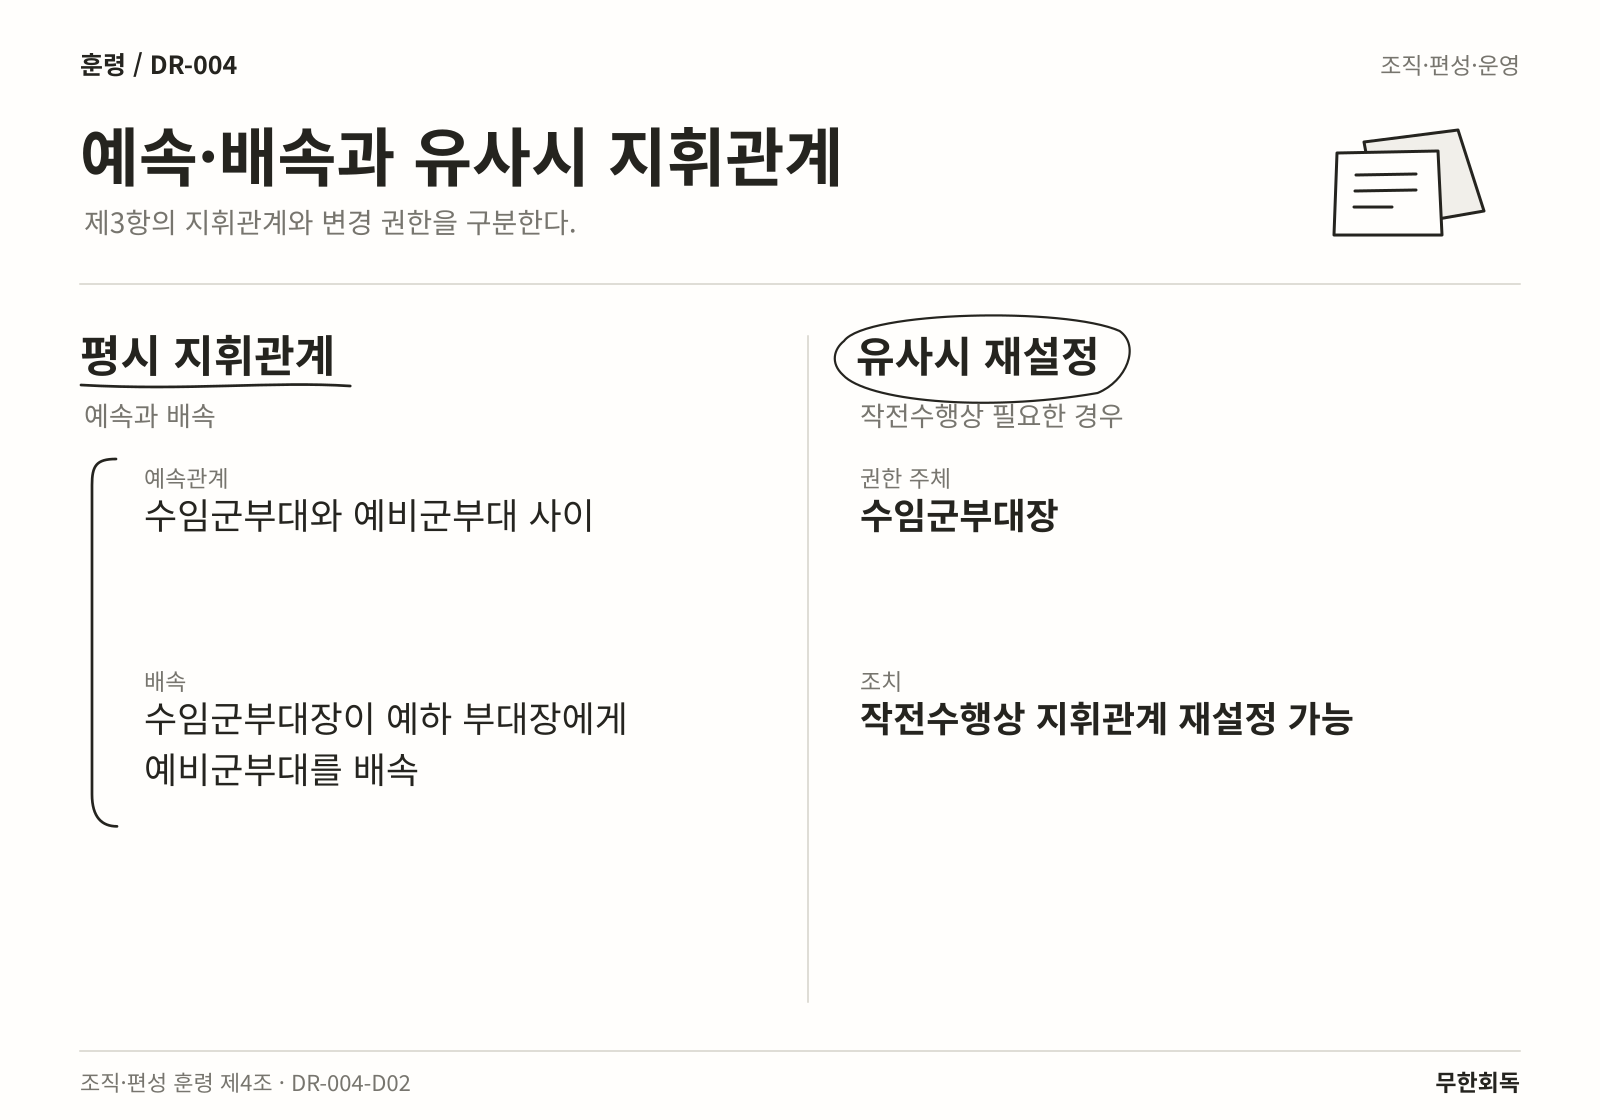 훈령 / DR-004
조직·편성·운영
예속·배속과 유사시 지휘관계
제3항의 지휘관계와 변경 권한을 구분한다.
평시 지휘관계
예속과 배속
예속관계
수임군부대와 예비군부대 사이
배속
수임군부대장이 예하 부대장에게
예비군부대를 배속
유사시 재설정
작전수행상 필요한 경우
권한 주체
수임군부대장
조치
작전수행상 지휘관계 재설정 가능
조직·편성 훈령 제4조 · DR-004-D02
무한회독